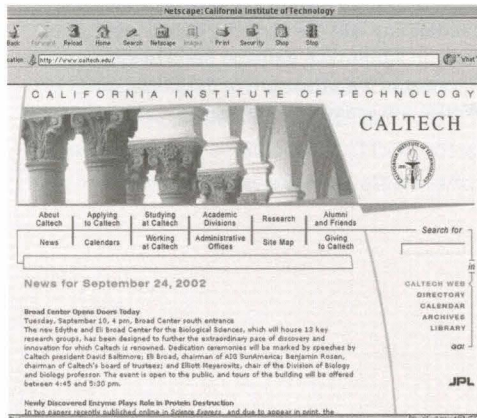 Netscape: California Institute of Technology
Back Forward Reload Home Search Netscape Images Print Security Shop Stop
cation: http://www.caltech.edu/ What'
CALIFORNIA INSTITUTE OF TECHNOLOGY
CALTECH
About Caltech Applying to Caltech Studying at Caltech Academic Divisions Research Alumni and Friends
News Calendars Working at Caltech Administrative Offices Site Map Giving to Caltech
Search for
in
CALTECH WEB
DIRECTORY
CALENDAR
ARCHIVES
LIBRARY
GO!
JPL
News for September 24, 2002
Broad Center Opens Doors Today
Tuesday, September 10, 4 pm, Broad Center south entrance
The new Edythe and Eli Broad Center for the Biological Sciences, which will house 13 key
research groups, has been designed to further the extraordinary pace of discovery and
innovation for which Caltech is renowned. Dedication ceremonies will be marked by speeches by
Caltech president David Baltimore; Eli Broad, chairman of AIG SunAmerica; Benjamin Rosen,
chairman of Caltech's board of trustees; and Elliott Meyerowitz, chair of the Division of Biology
and biology professor. The event is open to the public, and tours of the building will be offered
between 4:45 and 5:30 pm.
Newly Discovered Enzyme Plays Role in Protein Destruction
In two papers recently published online in Science Express, and due to appear in print, the